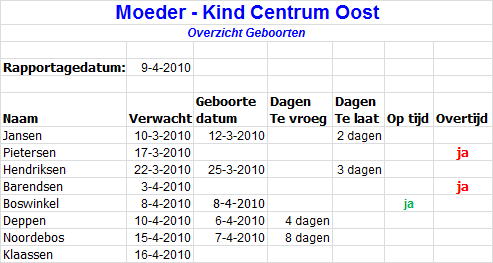 Moeder - Kind Centrum Oost
Overzicht Geboorten
Rapportagedatum: 9-4-2010
Geboorte Dagen Dagen
Naam Verwacht datum Te vroeg Te laat Op tijd Overtijd
Jansen 10-3-2010 12-3-2010 2 dagen
Pietersen 17-3-2010 ja
Hendriksen 22-3-2010 25-3-2010 3 dagen
Barendsen 3-4-2010 ja
Boswinkel 8-4-2010 8-4-2010 ja
Deppen 10-4-2010 6-4-2010 4 dagen
Noordebos 15-4-2010 7-4-2010 8 dagen
Klaassen 16-4-2010